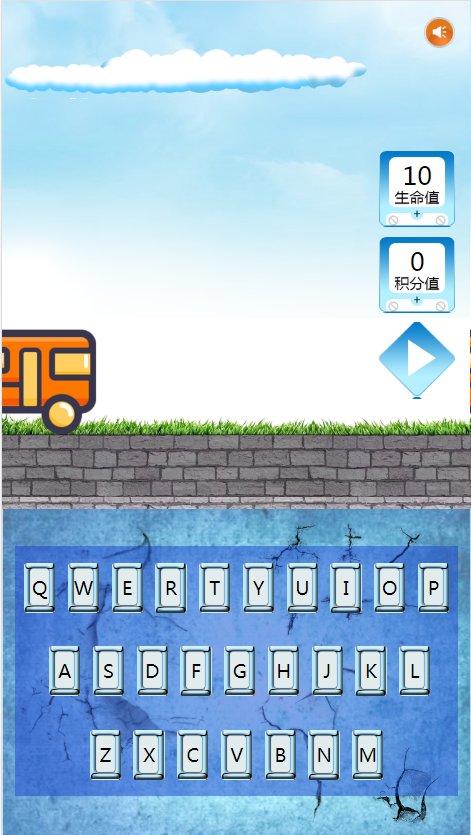 10
生命值
+
0
积分值
+
Q W E R T Y U I O P
A S D F G H J K L
Z X C V B N M